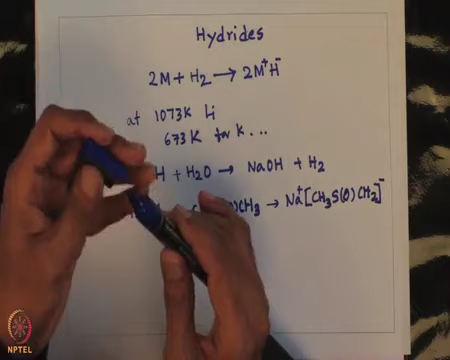 Hydrides
2M + H₂ → 2M⁺H⁻
at 1073K Li
673K for K ...
H + H₂O → NaOH + H₂
)CH₃ → Na⁺[CH₃S(O)CH₂]⁻
NPTEL